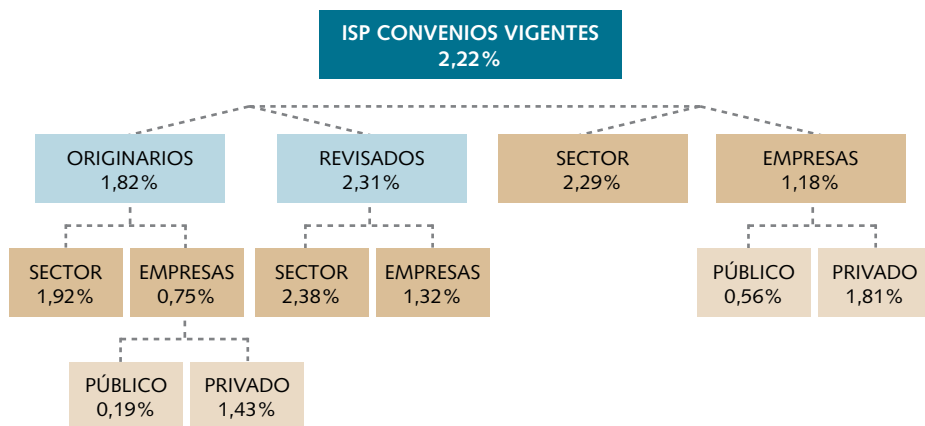 ISP CONVENIOS VIGENTES
2,22%
ORIGINARIOS
1,82%
REVISADOS
2,31%
SECTOR
2,29%
EMPRESAS
1,18%
SECTOR
1,92%
EMPRESAS
0,75%
SECTOR
2,38%
EMPRESAS
1,32%
PÚBLICO
0,56%
PRIVADO
1,81%
PÚBLICO
0,19%
PRIVADO
1,43%